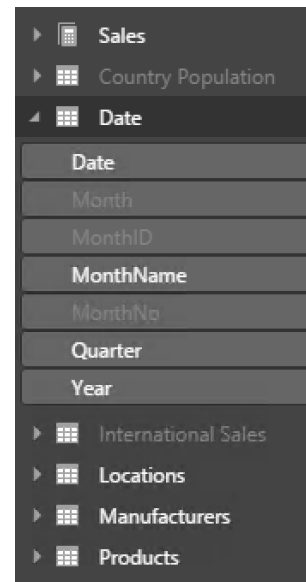 Sales
Country Population
Date
Date
Month
MonthID
MonthName
MonthNo
Quarter
Year
International Sales
Locations
Manufacturers
Products